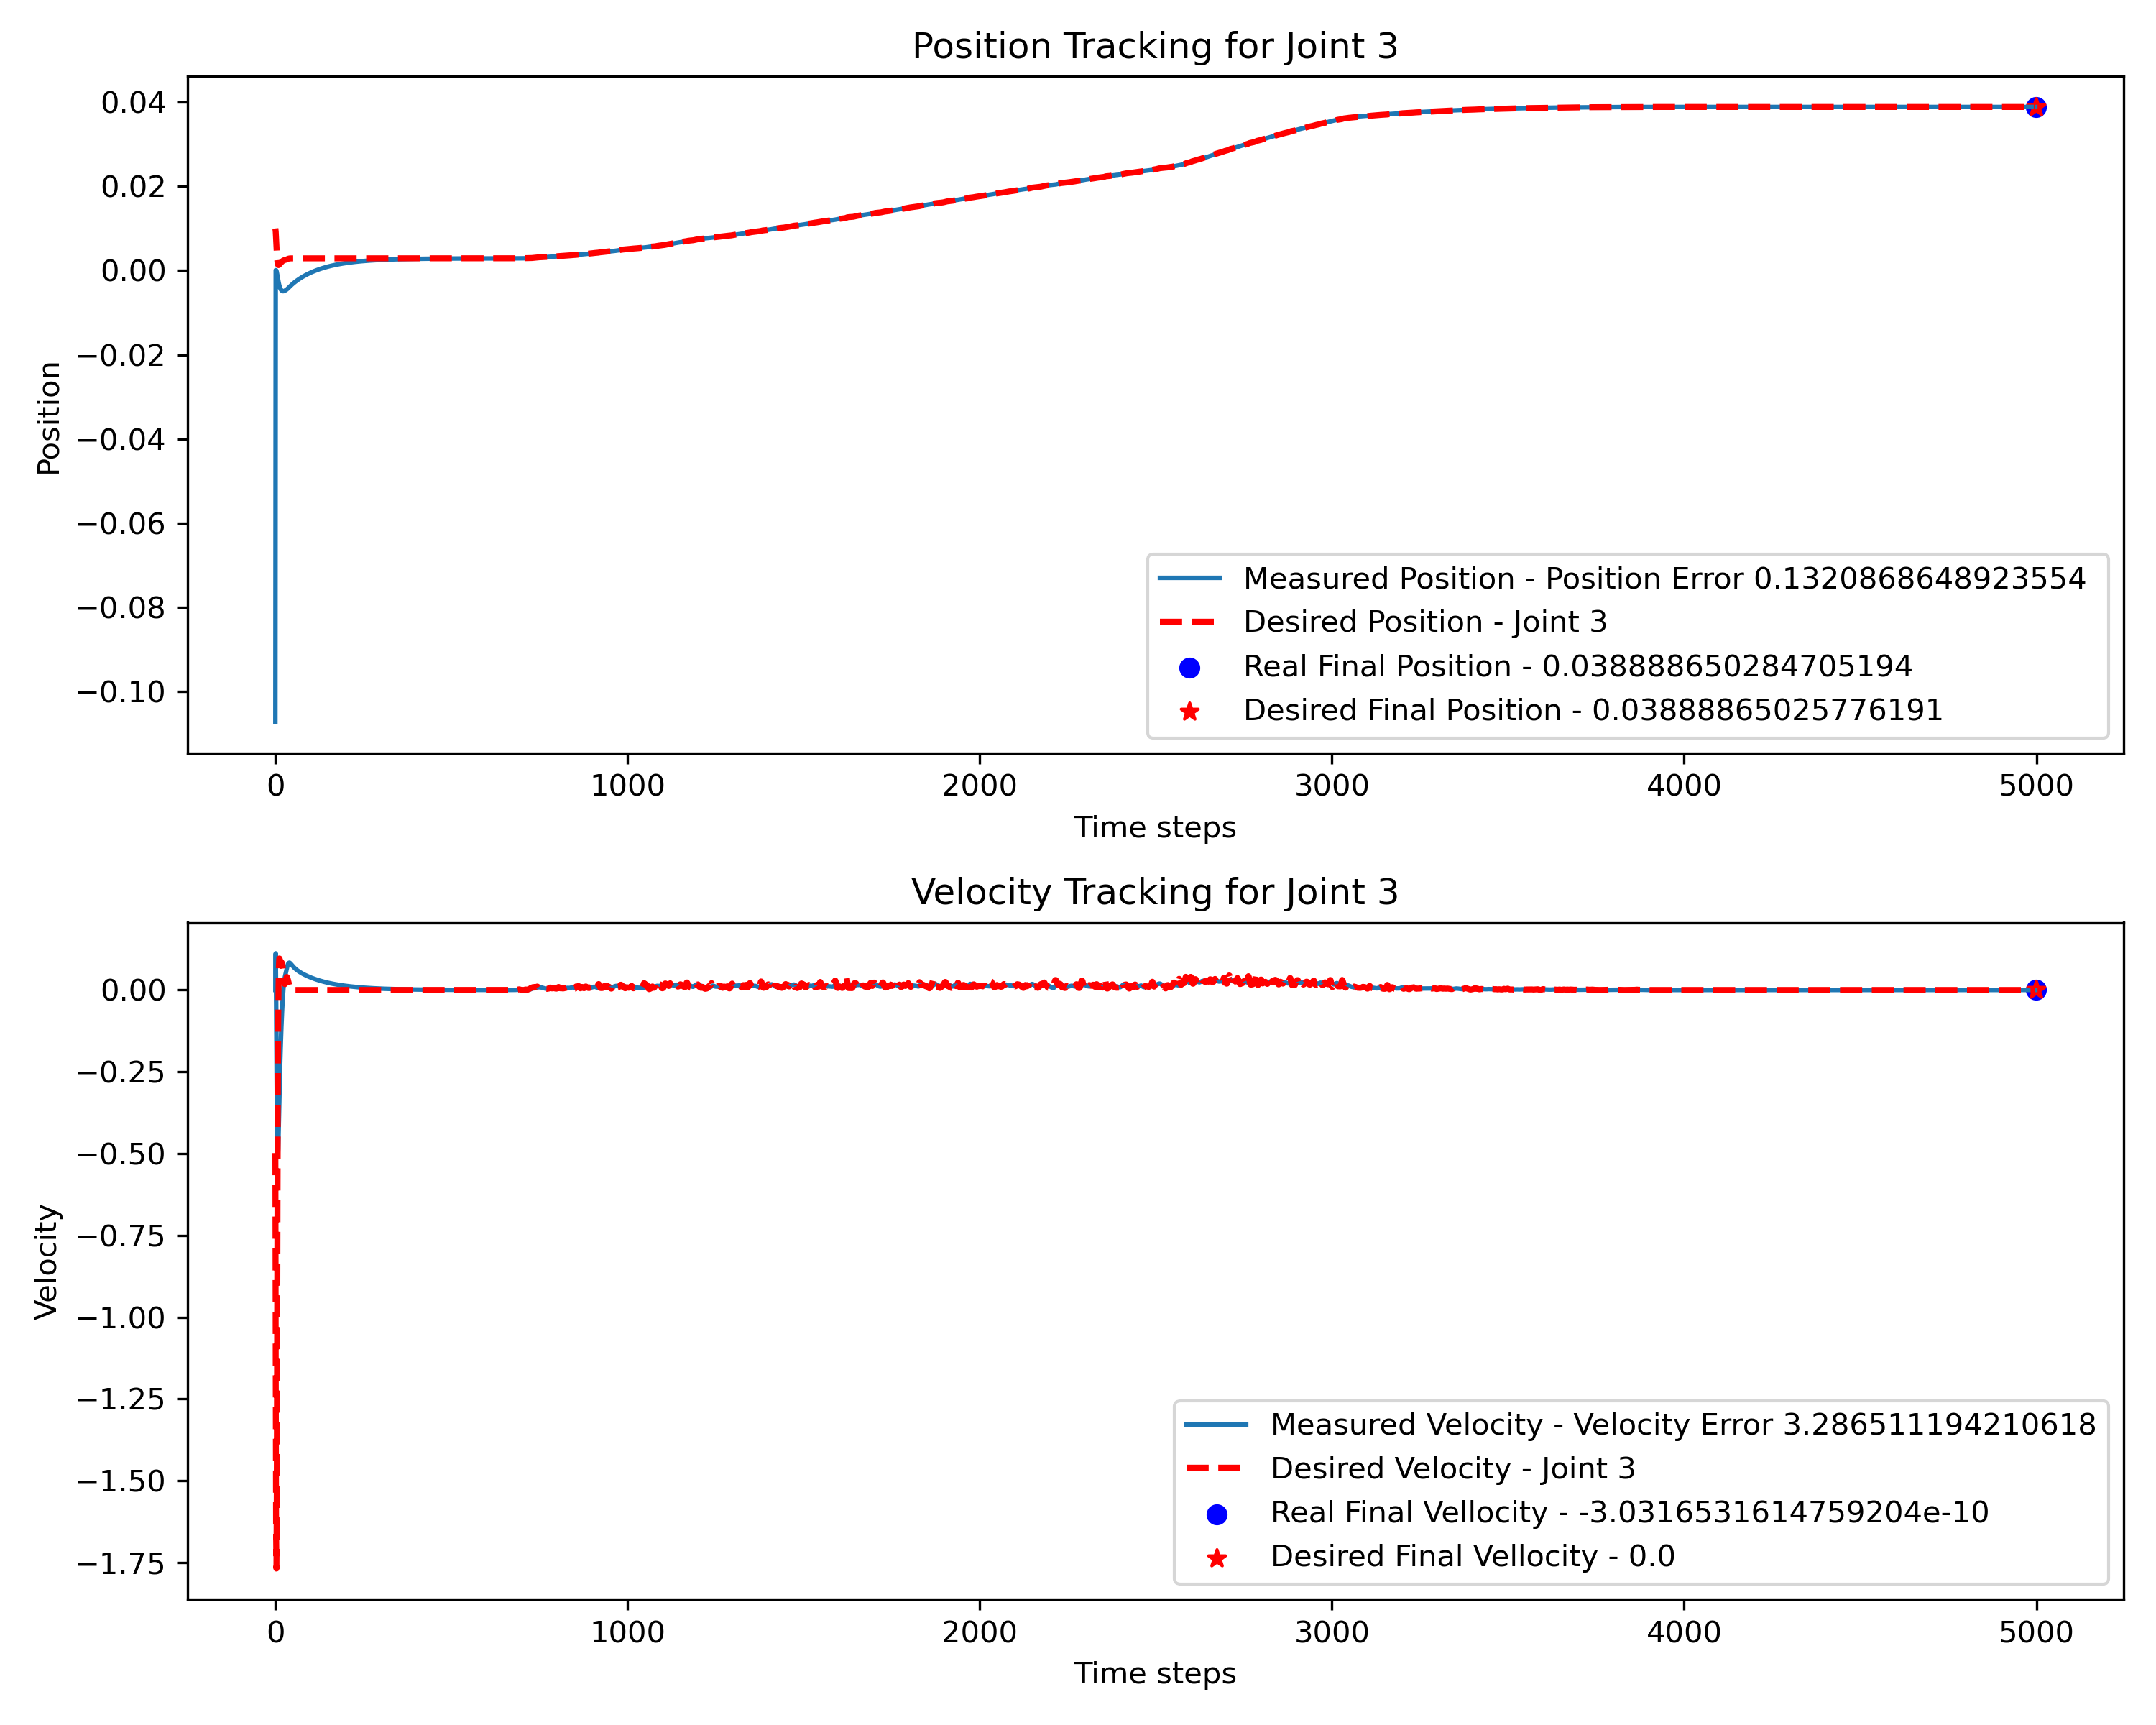 Position Tracking for Joint 3
0.04
0.02
0.00
−0.02
−0.04
−0.06
−0.08
−0.10
Position
Measured Position - Position Error 0.1320868648923554
Desired Position - Joint 3
Real Final Position - 0.038888650284705194
Desired Final Position - 0.03888865025776191
0 1000 2000 3000 4000 5000
Time steps
Velocity Tracking for Joint 3
0.00
−0.25
−0.50
−0.75
−1.00
−1.25
−1.50
−1.75
Velocity
Measured Velocity - Velocity Error 3.286511194210618
Desired Velocity - Joint 3
Real Final Vellocity - -3.0316531614759204e-10
Desired Final Vellocity - 0.0
0 1000 2000 3000 4000 5000
Time steps